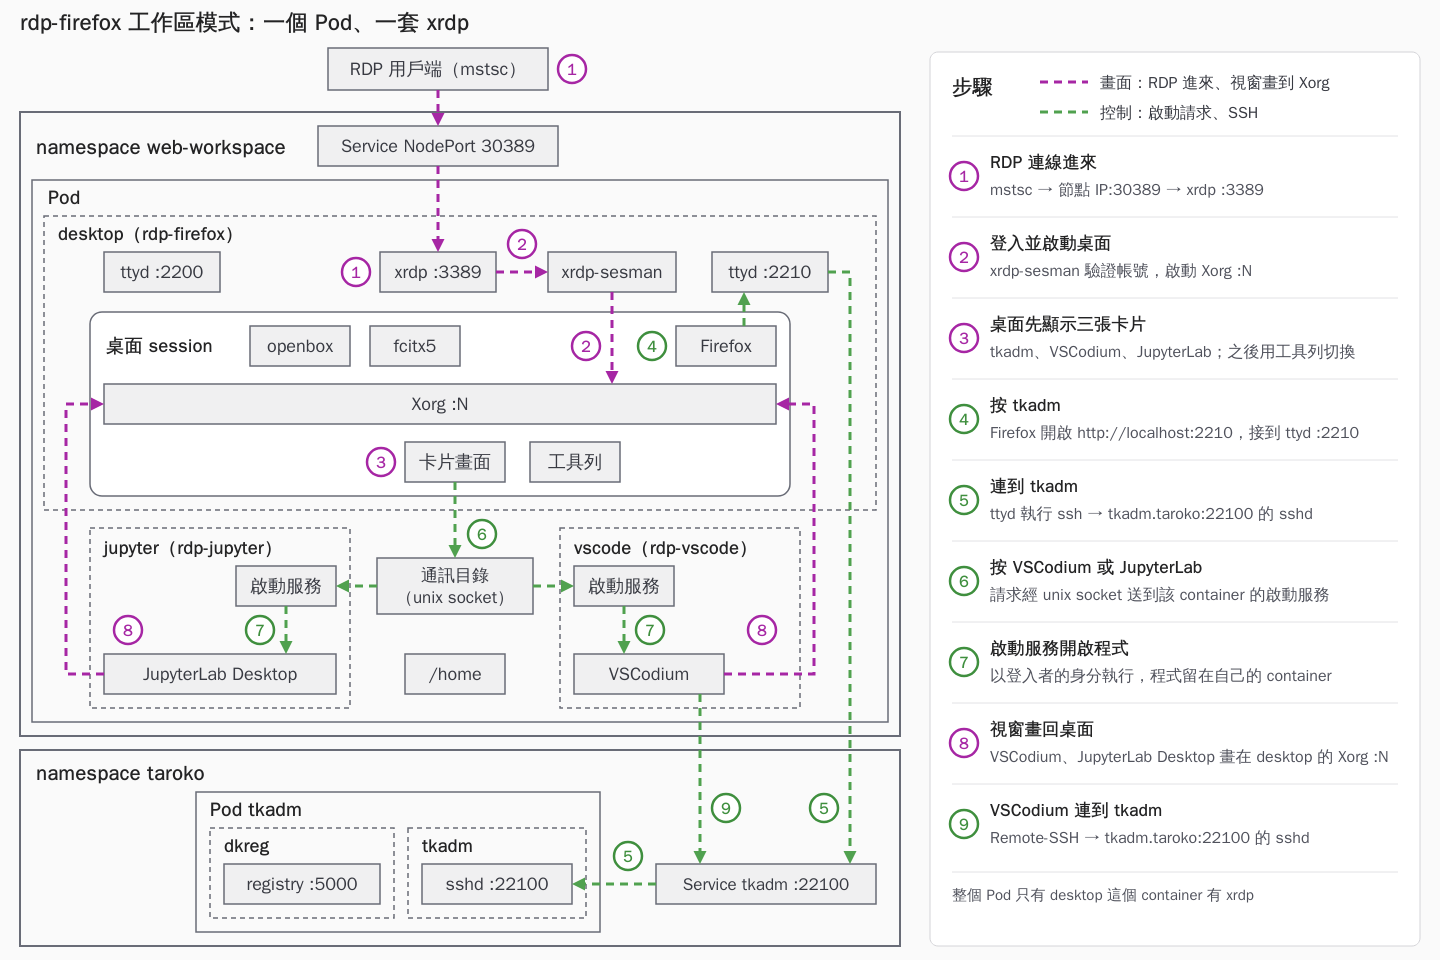 rdp-firefox 工作區模式：一個 Pod、一套 xrdp
RDP 用戶端（mstsc）
1
namespace web-workspace
Service NodePort 30389
Pod
desktop（rdp-firefox）
ttyd :2200
1
xrdp :3389
2
xrdp-sesman
ttyd :2210
桌面 session
openbox
fcitx5
2
4
Firefox
Xorg :N
3
卡片畫面
工具列
6
jupyter（rdp-jupyter）
啟動服務
通訊目錄
（unix socket）
vscode（rdp-vscode）
啟動服務
8
7
7
8
JupyterLab Desktop
/home
VSCodium
namespace taroko
Pod tkadm
9
5
dkreg
registry :5000
tkadm
sshd :22100
5
Service tkadm :22100
步驟
畫面：RDP 進來、視窗畫到 Xorg
控制：啟動請求、SSH
1
RDP 連線進來
mstsc → 節點 IP:30389 → xrdp :3389
2
登入並啟動桌面
xrdp-sesman 驗證帳號，啟動 Xorg :N
3
桌面先顯示三張卡片
tkadm、VSCodium、JupyterLab；之後用工具列切換
4
按 tkadm
Firefox 開啟 http://localhost:2210，接到 ttyd :2210
5
連到 tkadm
ttyd 執行 ssh → tkadm.taroko:22100 的 sshd
6
按 VSCodium 或 JupyterLab
請求經 unix socket 送到該 container 的啟動服務
7
啟動服務開啟程式
以登入者的身分執行，程式留在自己的 container
8
視窗畫回桌面
VSCodium、JupyterLab Desktop 畫在 desktop 的 Xorg :N
9
VSCodium 連到 tkadm
Remote-SSH → tkadm.taroko:22100 的 sshd
整個 Pod 只有 desktop 這個 container 有 xrdp